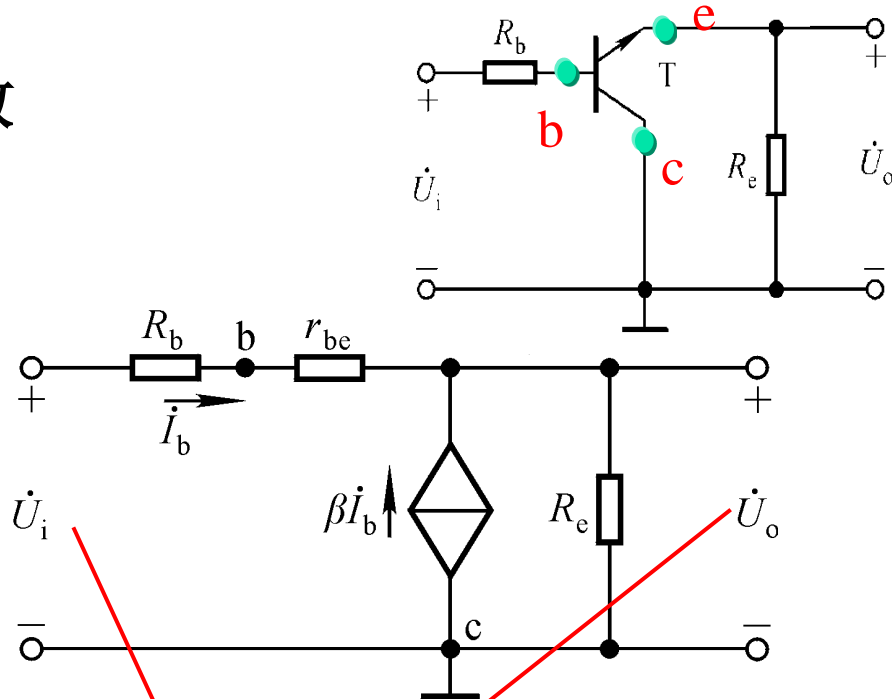 R_b
e
+
b
T
+
c
U̇_i
R_e
U̇_o
−
−
R_b
b
r_be
+
İ_b
+
U̇_i
βİ_b
R_e
U̇_o
−
c
−